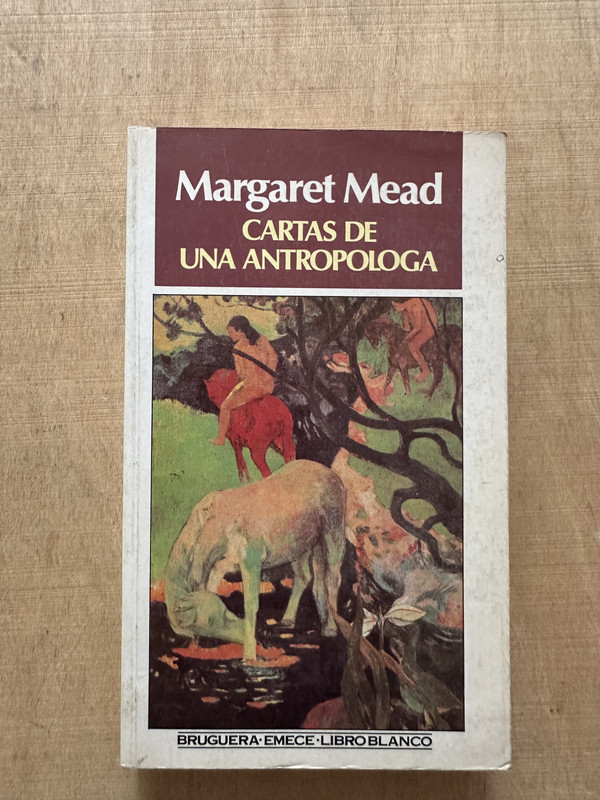 Margaret Mead
CARTAS DE
UNA ANTROPOLOGA
BRUGUERA·EMECE·LIBRO BLANCO